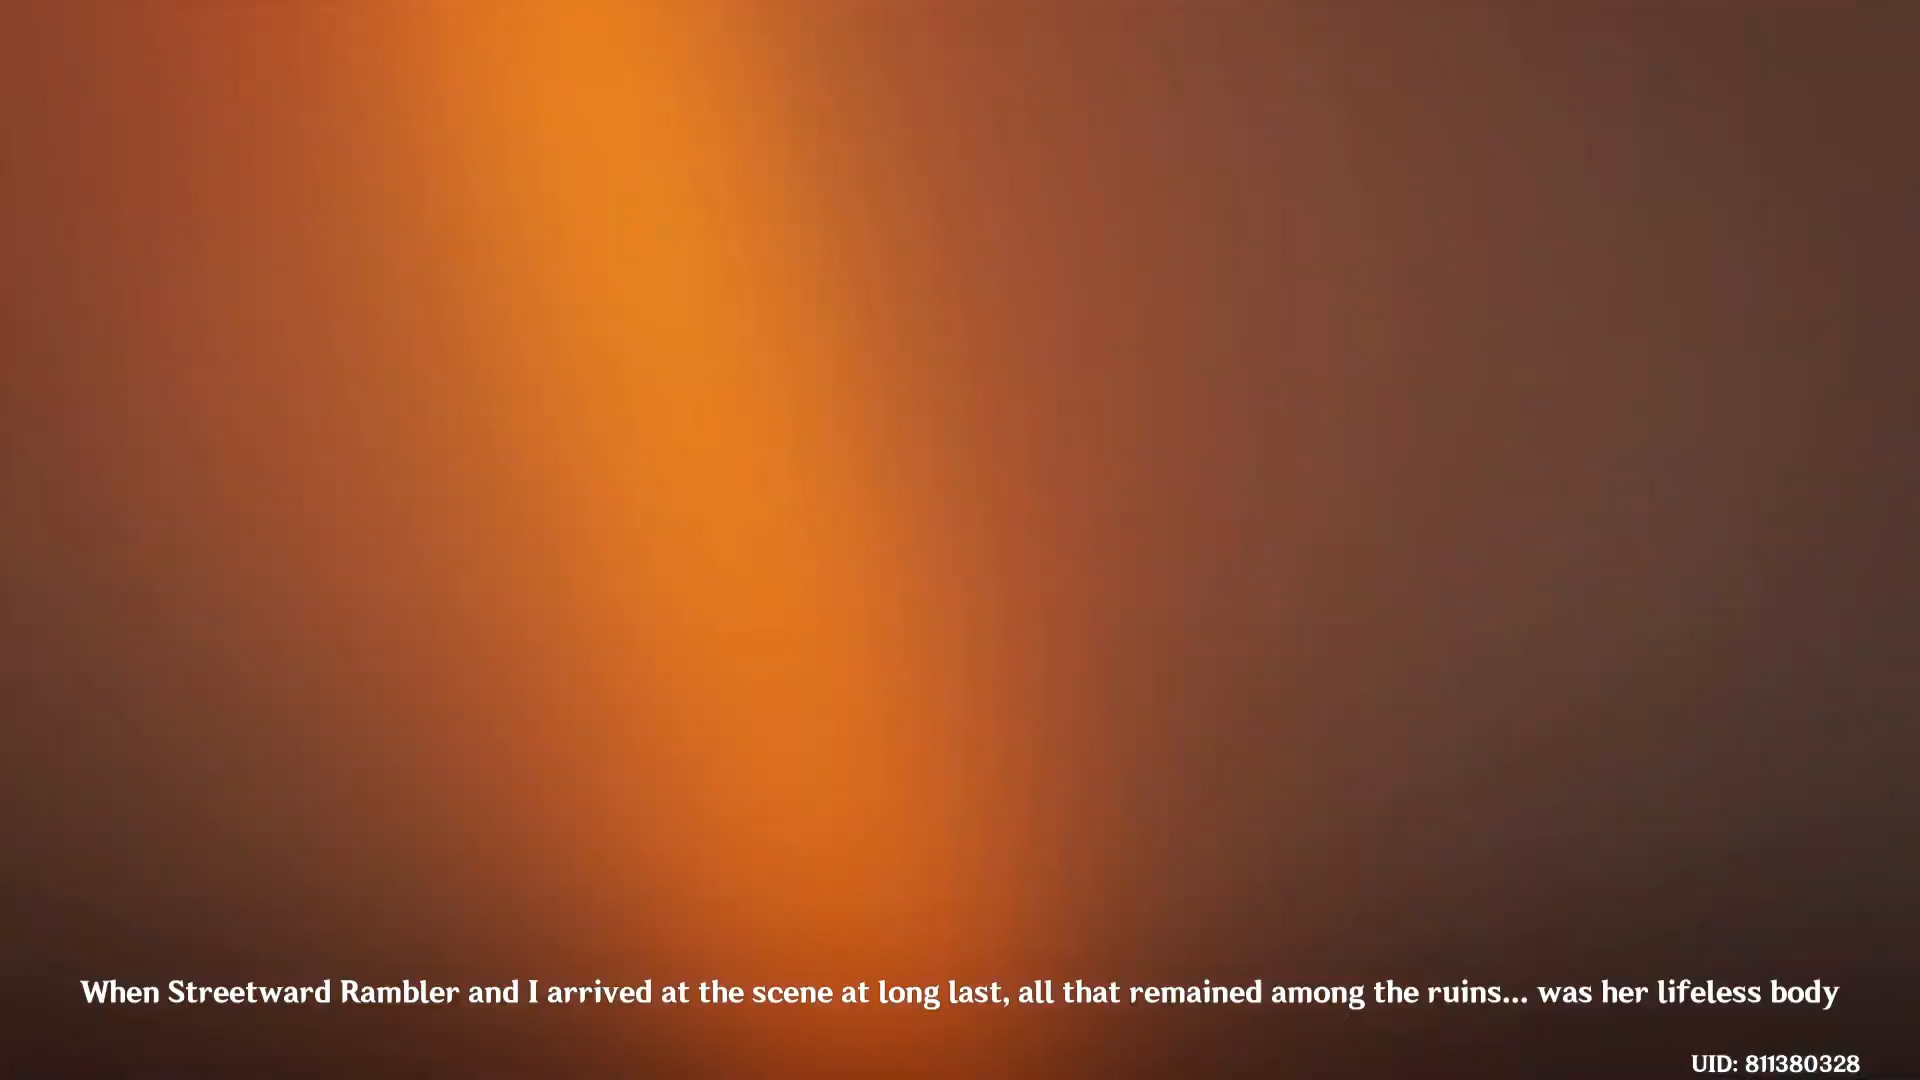 When Streetward Rambler and I arrived at the scene at long last, all that remained among the ruins... was her lifeless body
UID: 811380328